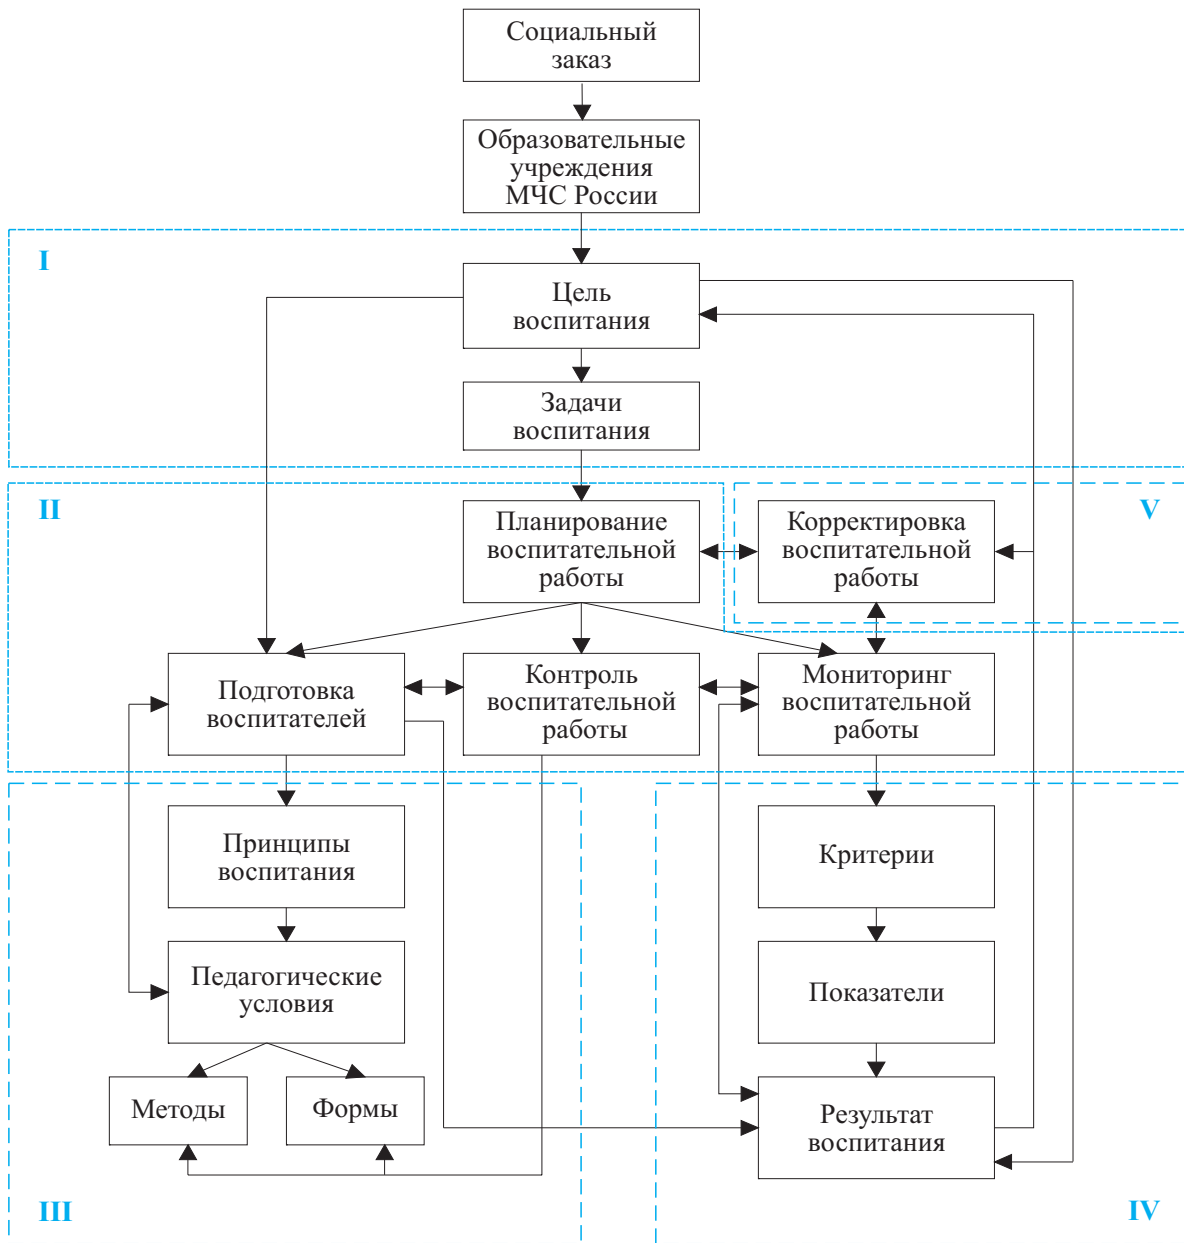 Социальный
заказ
Образовательные
учреждения
МЧС России
I
Цель
воспитания
Задачи
воспитания
II
Планирование
воспитательной
работы
V
Корректировка
воспитательной
работы
Подготовка
воспитателей
Контроль
воспитательной
работы
Мониторинг
воспитательной
работы
Принципы
воспитания
Критерии
Педагогические
условия
Показатели
Методы
Формы
Результат
воспитания
III
IV